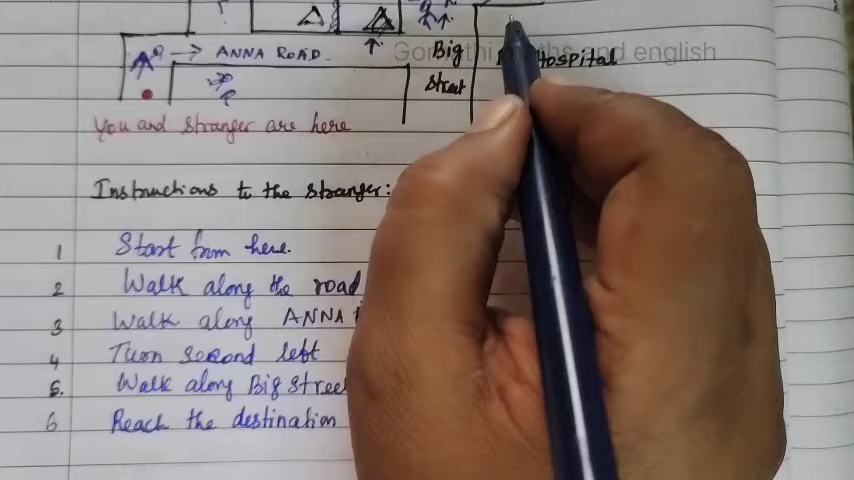 ANNA ROAD
Big
Street
Hospital
You and stranger are here
Instructions to the stranger:
1 Start from here.
2 Walk along the road
3 Walk along ANNA
4 Turn second left
5. Walk along Big Street
6 Reach the destination
and english